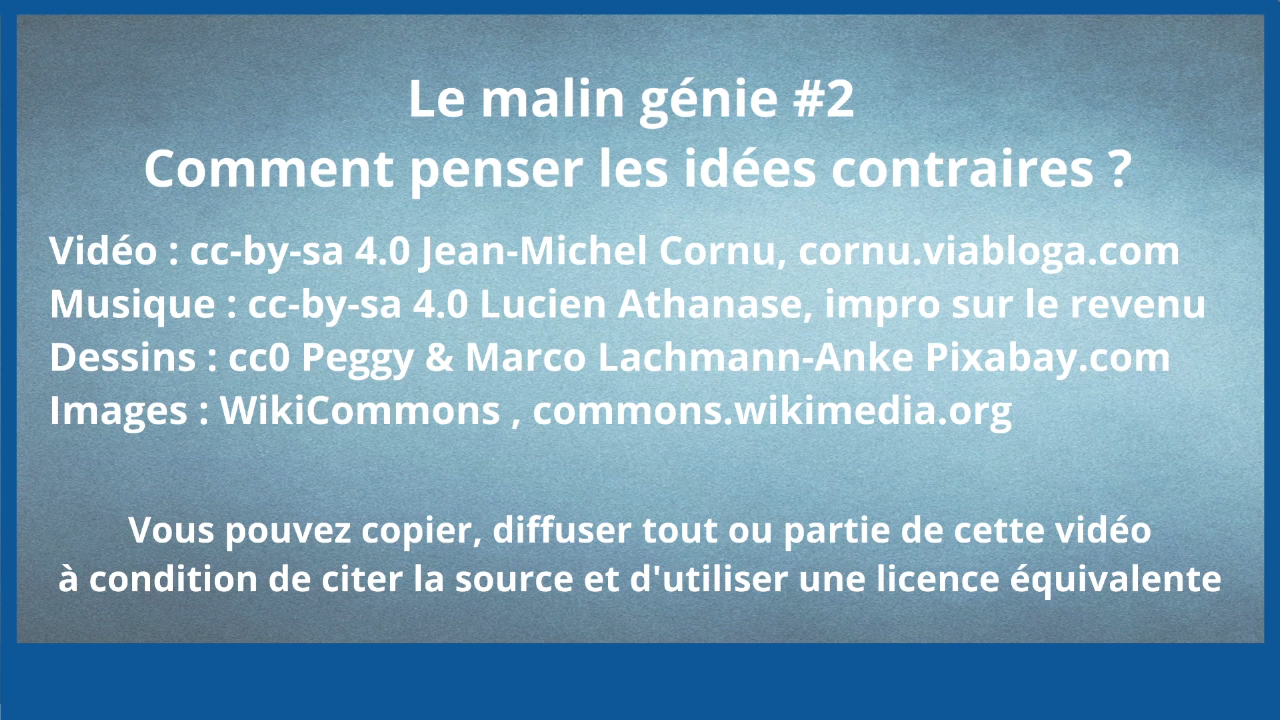 Le malin génie #2
Comment penser les idées contraires ?
Vidéo : cc-by-sa 4.0 Jean-Michel Cornu, cornu.viabloga.com
Musique : cc-by-sa 4.0 Lucien Athanase, impro sur le revenu
Dessins : cc0 Peggy & Marco Lachmann-Anke Pixabay.com
Images : WikiCommons , commons.wikimedia.org
Vous pouvez copier, diffuser tout ou partie de cette vidéo
à condition de citer la source et d'utiliser une licence équivalente